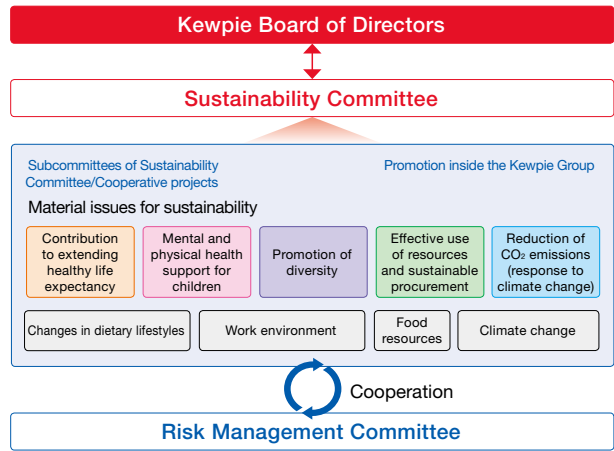 Kewpie Board of Directors
Sustainability Committee
Subcommittees of Sustainability
Committee/Cooperative projects
Promotion inside the Kewpie Group
Material issues for sustainability
Contribution
to extending
healthy life
expectancy
Mental and
physical health
support for
children
Promotion of
diversity
Effective use
of resources
and sustainable
procurement
Reduction of
CO₂ emissions
(response to
climate change)
Changes in dietary lifestyles
Work environment
Food
resources
Climate change
Cooperation
Risk Management Committee